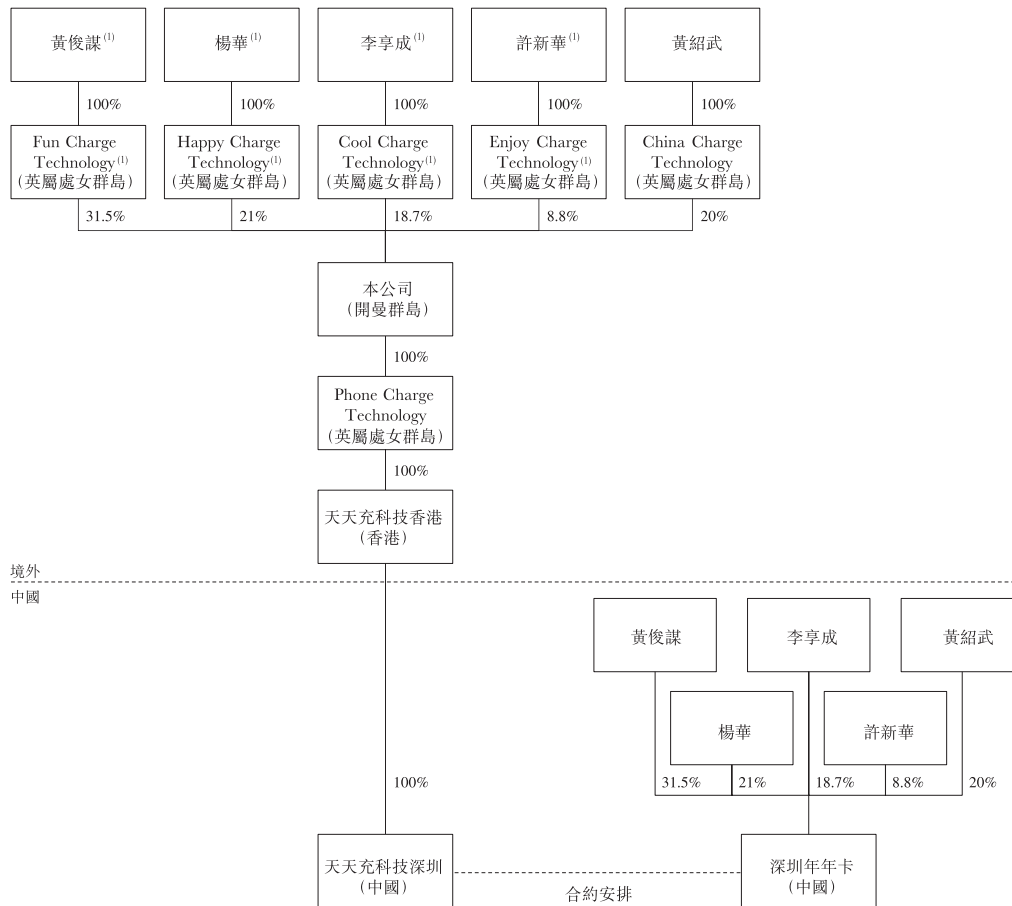 黃俊謀(1)
楊華(1)
李享成(1)
許新華(1)
黃紹武
100%
100%
100%
100%
100%
Fun Charge
Technology(1)
(英屬處女群島)
Happy Charge
Technology(1)
(英屬處女群島)
Cool Charge
Technology(1)
(英屬處女群島)
Enjoy Charge
Technology(1)
(英屬處女群島)
China Charge
Technology
(英屬處女群島)
31.5%
21%
18.7%
8.8%
20%
本公司
(開曼群島)
100%
Phone Charge
Technology
(英屬處女群島)
100%
天天充科技香港
(香港)
境外
中國
黃俊謀
李享成
黃紹武
楊華
許新華
100%
31.5%
21%
18.7%
8.8%
20%
天天充科技深圳
(中國)
合約安排
深圳年年卡
(中國)